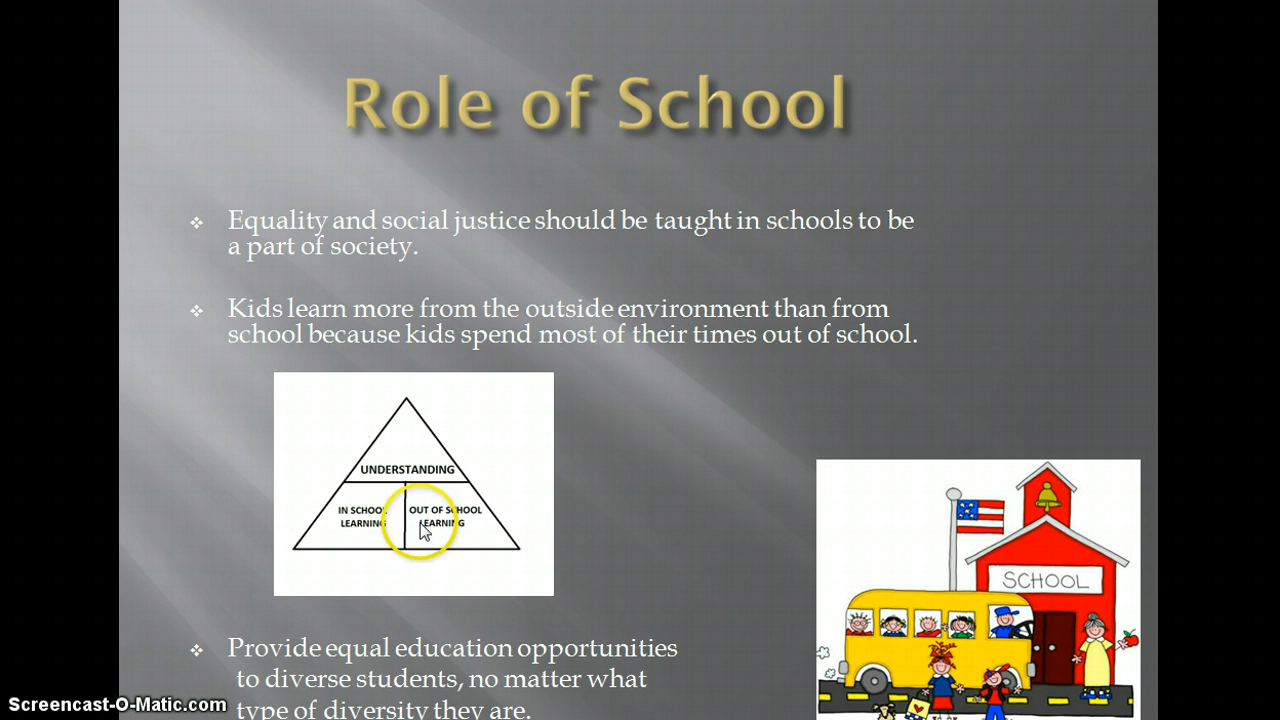 Role of School
Equality and social justice should be taught in schools to be
a part of society.
Kids learn more from the outside environment than from
school because kids spend most of their times out of school.
UNDERSTANDING
IN SCHOOL
LEARNING
OUT OF SCHOOL
LEARNING
SCHOOL
Provide equal education opportunities
to diverse students, no matter what
type of diversity they are.
Screencast-O-Matic.com